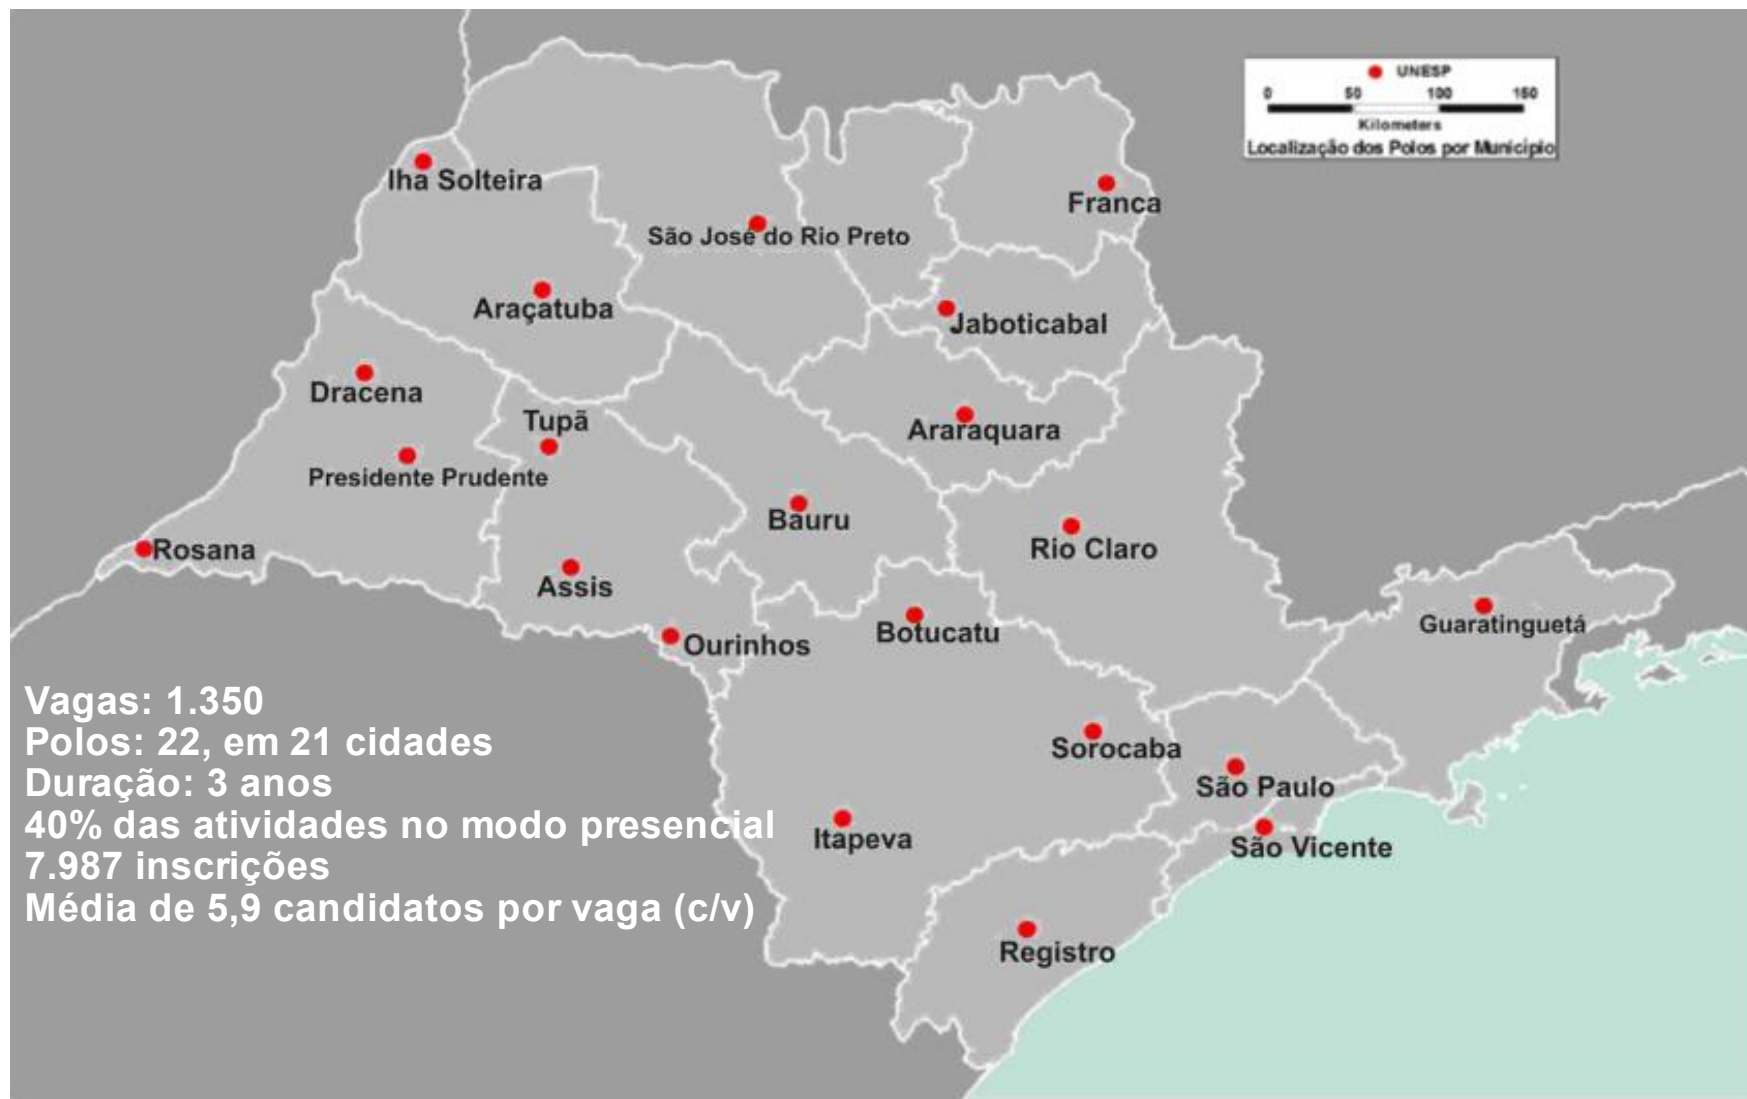 UNESP
0 50 100 150
Kilometers
Localização dos Polos por Município
Ilha Solteira
Franca
São José do Rio Preto
Araçatuba
Jaboticabal
Dracena
Tupã
Araraquara
Presidente Prudente
Bauru
Rio Claro
Rosana
Assis
Guaratinguetá
Botucatu
Ourinhos
Sorocaba
São Paulo
Itapeva
São Vicente
Registro
Vagas: 1.350
Polos: 22, em 21 cidades
Duração: 3 anos
40% das atividades no modo presencial
7.987 inscrições
Média de 5,9 candidatos por vaga (c/v)